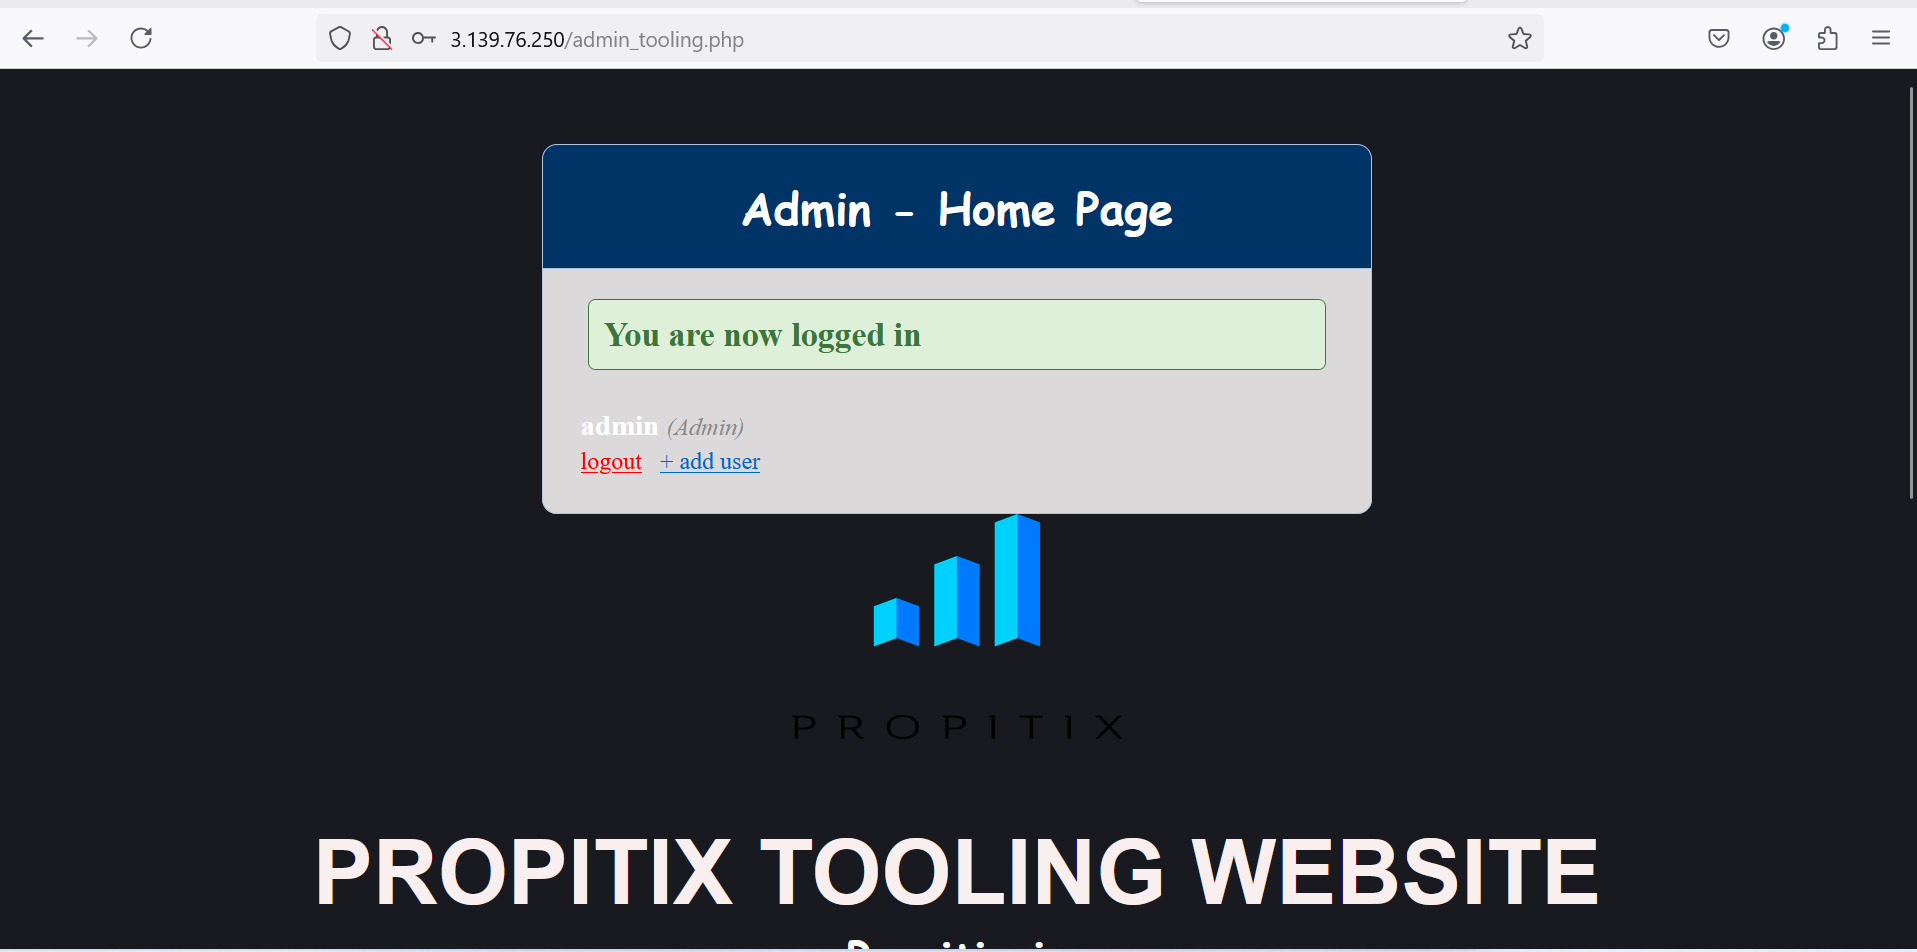 3.139.76.250/admin_tooling.php
Admin - Home Page
You are now logged in
admin (Admin)
logout + add user
PROPITIX
PROPITIX TOOLING WEBSITE